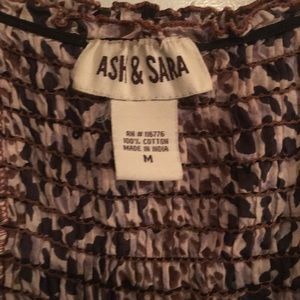 ASH & SARA
RN # 116776
100% COTTON
MADE IN INDIA
M